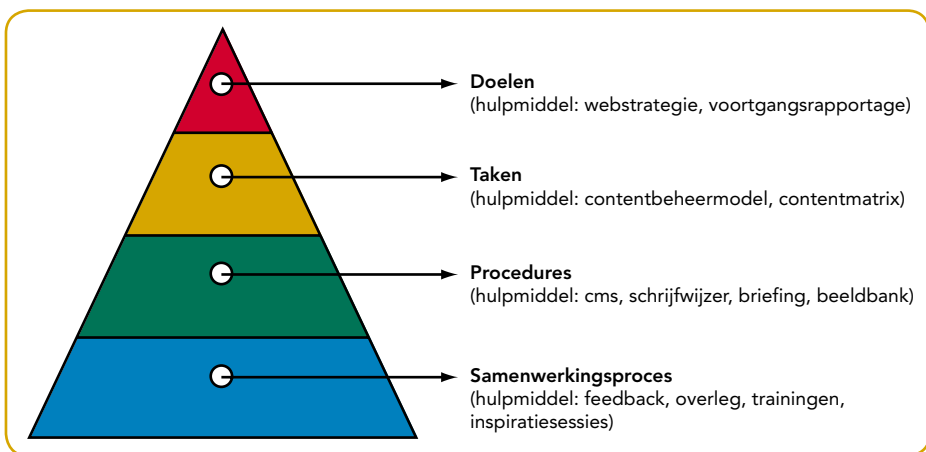 Doelen
(hulpmiddel: webstrategie, voortgangsrapportage)
Taken
(hulpmiddel: contentbeheermodel, contentmatrix)
Procedures
(hulpmiddel: cms, schrijfwijzer, briefing, beeldbank)
Samenwerkingsproces
(hulpmiddel: feedback, overleg, trainingen,
inspiratiesessies)